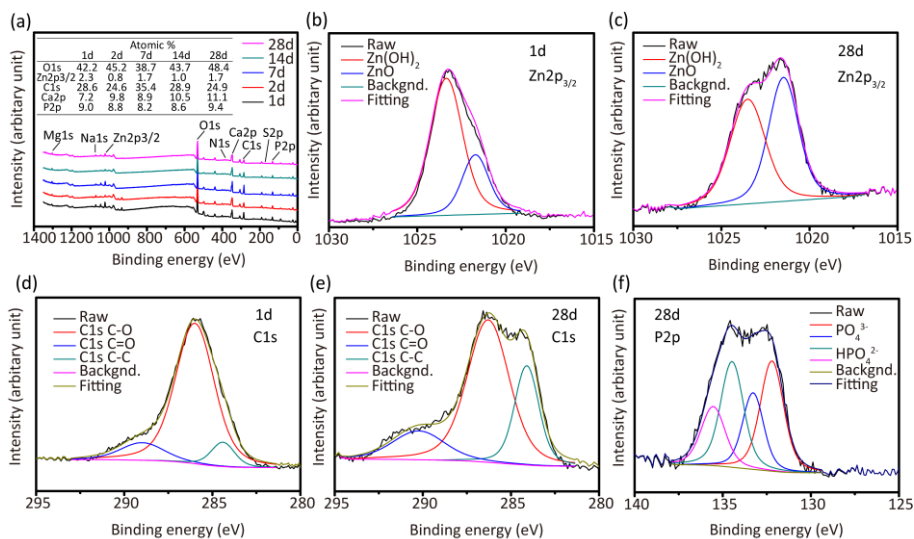 (a)
Intensity (arbitary unit)
Atomic %
1d 2d 7d 14d 28d
O1s 42.2 45.2 38.7 43.7 48.4
Zn2p3/2 2.3 0.8 1.7 1.0 1.7
C1s 28.6 24.6 35.4 28.9 24.9
Ca2p 7.2 9.8 8.9 10.5 11.1
P2p 9.0 8.8 8.2 8.6 9.4
28d
14d
7d
2d
1d
Mg1s
Na1s
Zn2p3/2
O1s
N1s
Ca2p
C1s
S2p
P2p
1400 1200 1000 800 600 400 200 0
Binding energy (eV)
(b)
Intensity (arbitary unit)
Raw
Zn(OH)₂
ZnO
Backgnd.
Fitting
1d
Zn2p₃/₂
1030 1025 1020 1015
Binding energy (eV)
(c)
Intensity (arbitary unit)
Raw
Zn(OH)₂
ZnO
Backgnd.
Fitting
28d
Zn2p₃/₂
1030 1025 1020 1015
Binding energy (eV)
(d)
Intensity (arbitary unit)
Raw
C1s C-O
C1s C=O
C1s C-C
Backgnd.
Fitting
1d
C1s
295 290 285 280
Binding energy (eV)
(e)
Intensity (arbitary unit)
Raw
C1s C-O
C1s C=O
C1s C-C
Backgnd.
Fitting
28d
C1s
295 290 285 280
Binding energy (eV)
(f)
Intensity (arbitary unit)
28d
P2p
Raw
PO₄³⁻
HPO₄²⁻
Backgnd.
Fitting
140 135 130 125
Binding energy (eV)